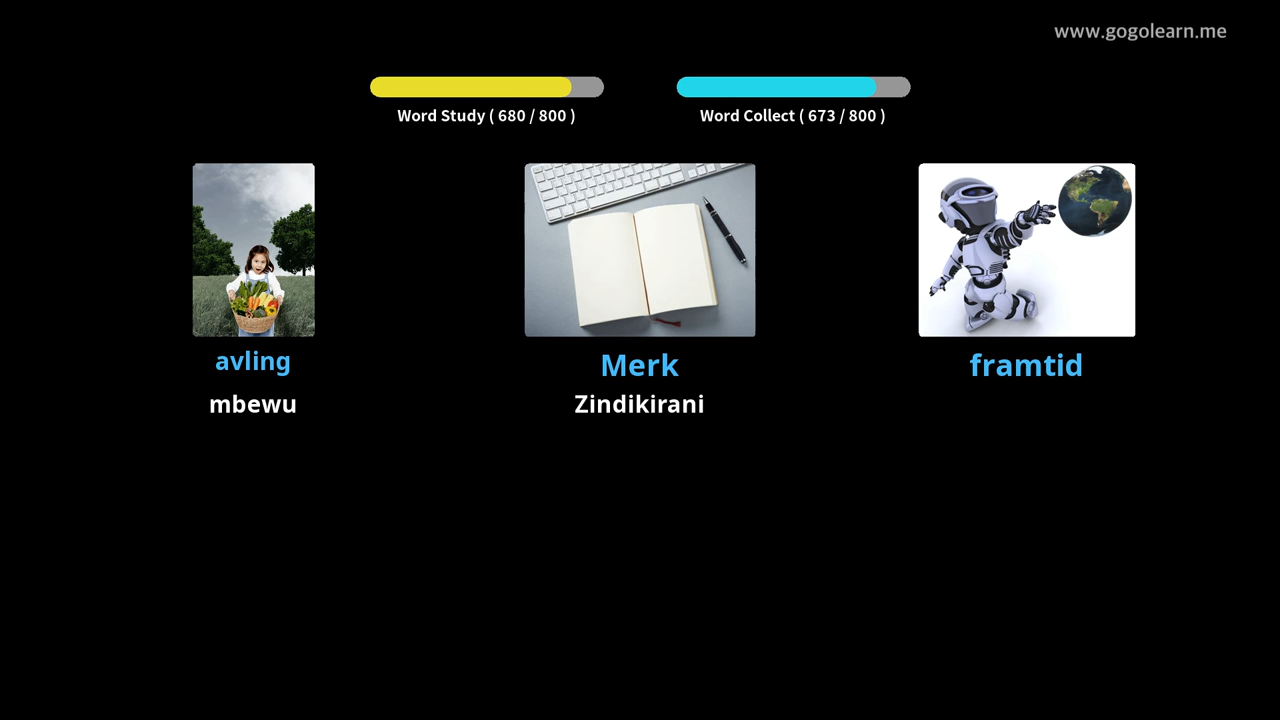 www.gogolearn.me
Word Study ( 680 / 800 )
Word Collect ( 673 / 800 )
avling
Merk
framtid
mbewu
Zindikirani